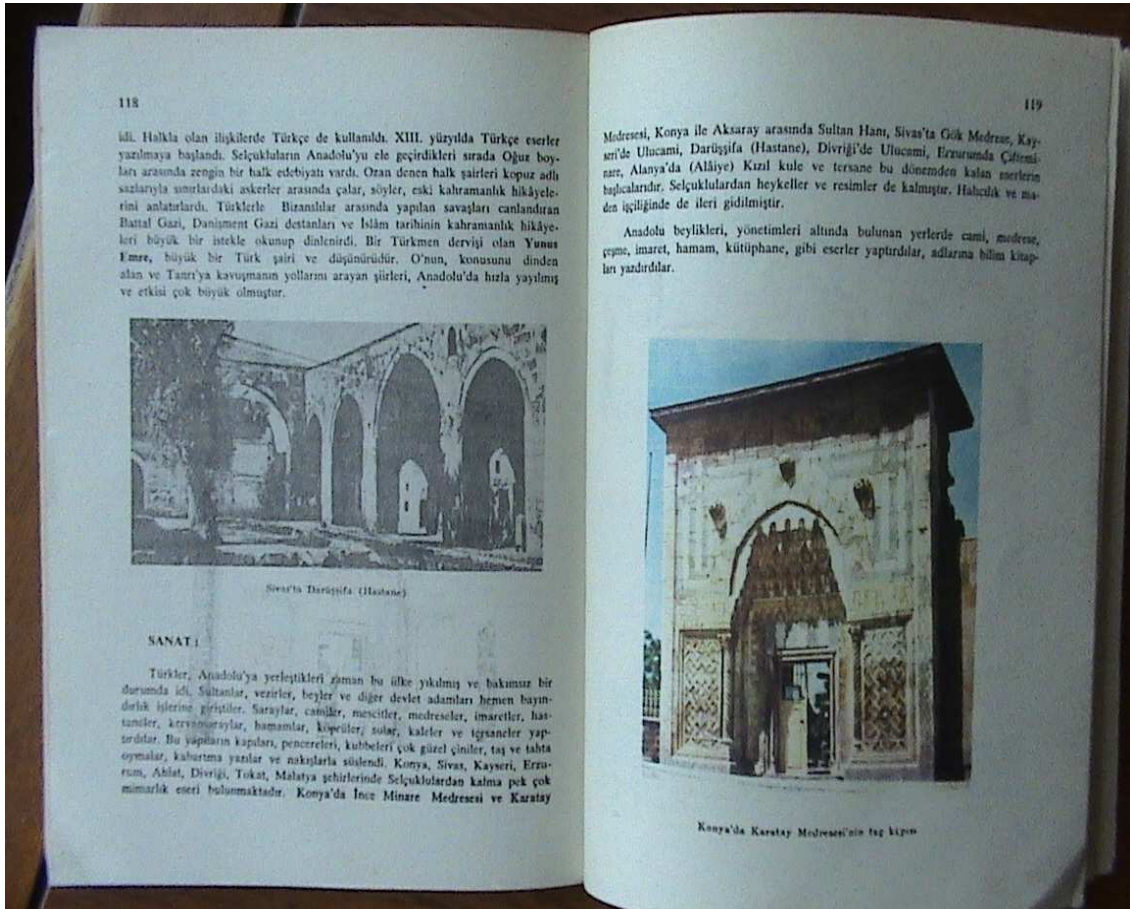 118
idi. Halkla olan ilişkilerde Türkçe de kullanıldı. XIII. yüzyılda Türkçe eserler
yazılmaya başlandı. Selçukluların Anadolu'yu ele geçirdikleri sırada Oğuz boy-
ları arasında zengin bir halk edebiyatı vardı. Ozan denen halk şairleri kopuz adlı
sazlarıyla sınırlardaki askerler arasında çalar, söyler, eski kahramanlık hikâyele-
rini anlatırlardı. Türklerle Bizanslılar arasında yapılan savaşları canlandıran
Battal Gazi, Danişment Gazi destanları ve İslâm tarihinin kahramanlık hikâye-
leri büyük bir istekle okunup dinlenirdi. Bir Türkmen dervişi olan Yunus
Emre, büyük bir Türk şairi ve düşünürüdür. O'nun, konusunu dinden
alan ve Tanrı'ya kavuşmanın yollarını arayan şiirleri, Anadolu'da hızla yayılmış
ve etkisi çok büyük olmuştur.
Sivas'ta Darüşşifa (Hastane)
SANAT :
Türkler, Anadolu'ya yerleştikleri zaman bu ülke yıkılmış ve bakımsız bir
durumda idi. Sultanlar, vezirler, beyler ve diğer devlet adamları hemen bayın-
dırlık işlerine giriştiler. Saraylar, camiler, mescitler, medreseler, imaretler, has-
taneler, kervansaraylar, hamamlar, köprüler, sular, kaleler ve tersaneler yap-
tırdılar. Bu yapıların kapıları, pencereleri, kubbeleri çok güzel çiniler, taş ve tahta
oymalar, kabartma yazılar ve nakışlarla süslendi. Konya, Sivas, Kayseri, Erzu-
rum, Ahlat, Divriği, Tokat, Malatya şehirlerinde Selçuklulardan kalma pek çok
mimarlık eseri bulunmaktadır. Konya'da İnce Minare Medresesi ve Karatay
119
Medresesi, Konya ile Aksaray arasında Sultan Hanı, Sivas'ta Gök Medrese, Kay-
seri'de Ulucami, Darüşşifa (Hastane), Divriği'de Ulucami, Erzurumda Çiftemi-
nare, Alanya'da (Alâiye) Kızıl kule ve tersane bu dönemden kalan eserlerin
başlıcalarıdır. Selçuklulardan heykeller ve resimler de kalmıştır. Halıcılık ve ma-
den işçiliğinde de ileri gidilmiştir.
Anadolu beylikleri, yönetimleri altında bulunan yerlerde cami, medrese,
çeşme, imaret, hamam, kütüphane, gibi eserler yaptırdılar, adlarına bilim kitap-
ları yazdırdılar.
Konya'da Karatay Medresesi'nin taç kapısı